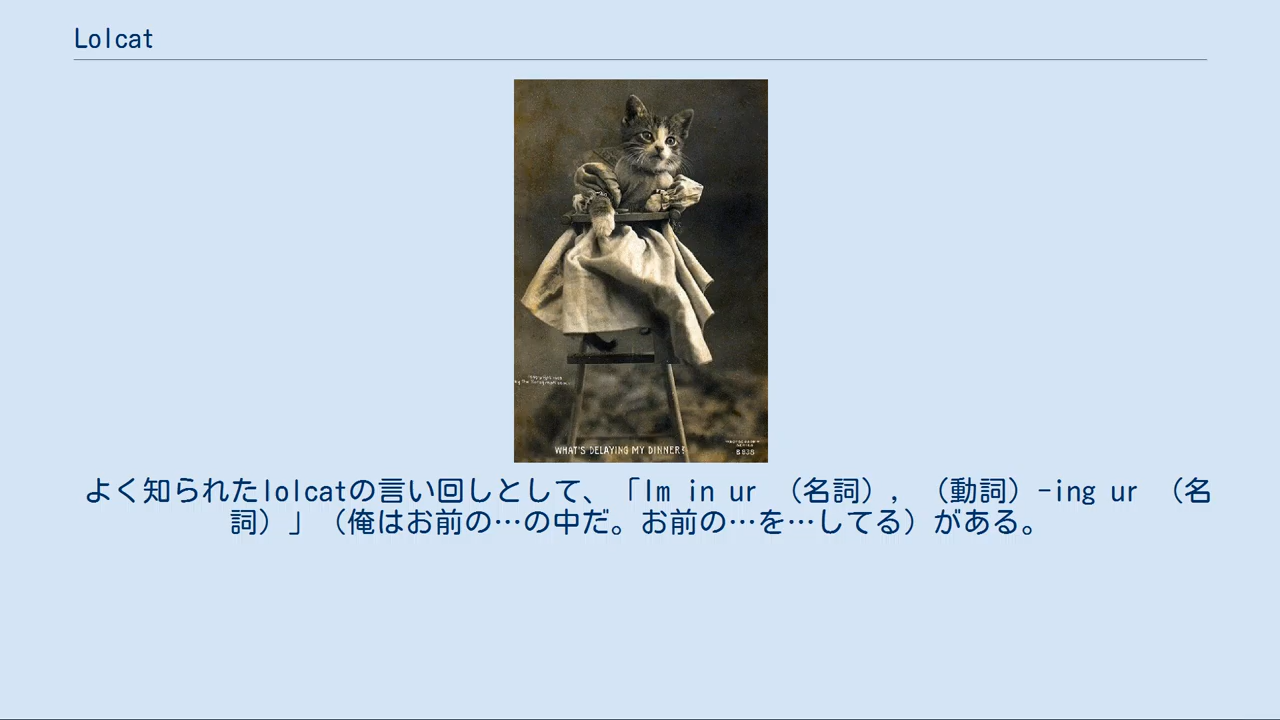 Lolcat
WHAT'S DELAYING MY DINNER?
よく知られたlolcatの言い回しとして、「Im in ur （名詞）, （動詞）-ing ur （名
詞）」（俺はお前の…の中だ。お前の…を…してる）がある。